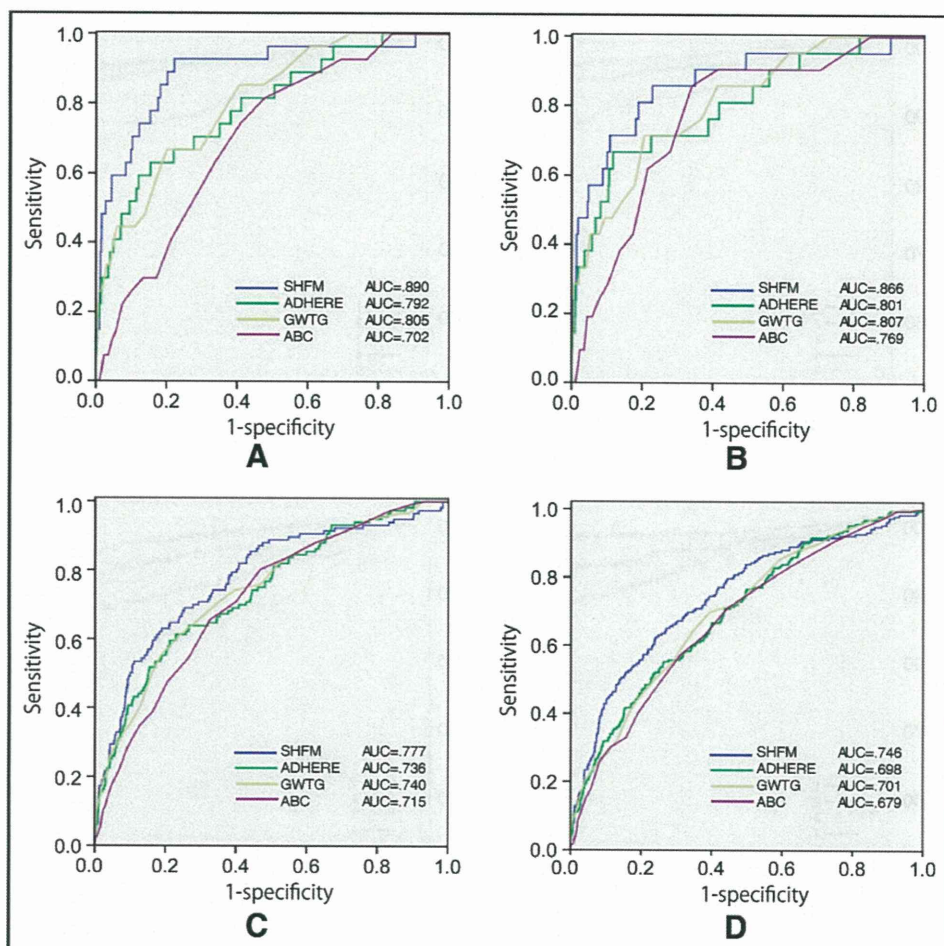 1.0
0.8
0.6
0.4
0.2
0.0
Sensitivity
SHFM AUC=.890
ADHERE AUC=.792
GWTG AUC=.805
ABC AUC=.702
0.0 0.2 0.4 0.6 0.8 1.0
1-specificity
A
1.0
0.8
0.6
0.4
0.2
0.0
Sensitivity
SHFM AUC=.866
ADHERE AUC=.801
GWTG AUC=.807
ABC AUC=.769
0.0 0.2 0.4 0.6 0.8 1.0
1-specificity
B
1.0
0.8
0.6
0.4
0.2
0.0
Sensitivity
SHFM AUC=.777
ADHERE AUC=.736
GWTG AUC=.740
ABC AUC=.715
0.0 0.2 0.4 0.6 0.8 1.0
1-specificity
C
1.0
0.8
0.6
0.4
0.2
0.0
Sensitivity
SHFM AUC=.746
ADHERE AUC=.698
GWTG AUC=.701
ABC AUC=.679
0.0 0.2 0.4 0.6 0.8 1.0
1-specificity
D